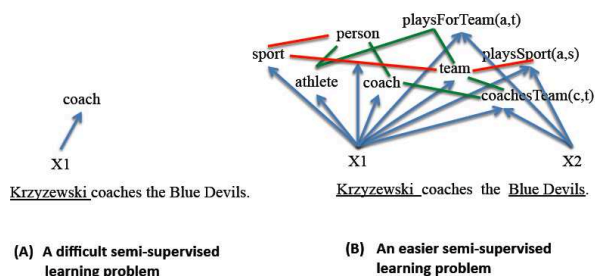 coach
X1
Krzyzewski coaches the Blue Devils.
(A) A difficult semi-supervised
learning problem
person
playsForTeam(a,t)
sport
playsSport(a,s)
team
athlete
coach
coachesTeam(c,t)
X1
X2
Krzyzewski coaches the Blue Devils.
(B) An easier semi-supervised
learning problem